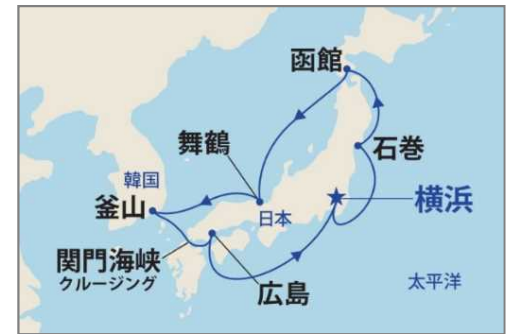 函館
石巻
舞鶴
横浜
韓国
釜山
日本
関門海峡
クルージング
広島
太平洋